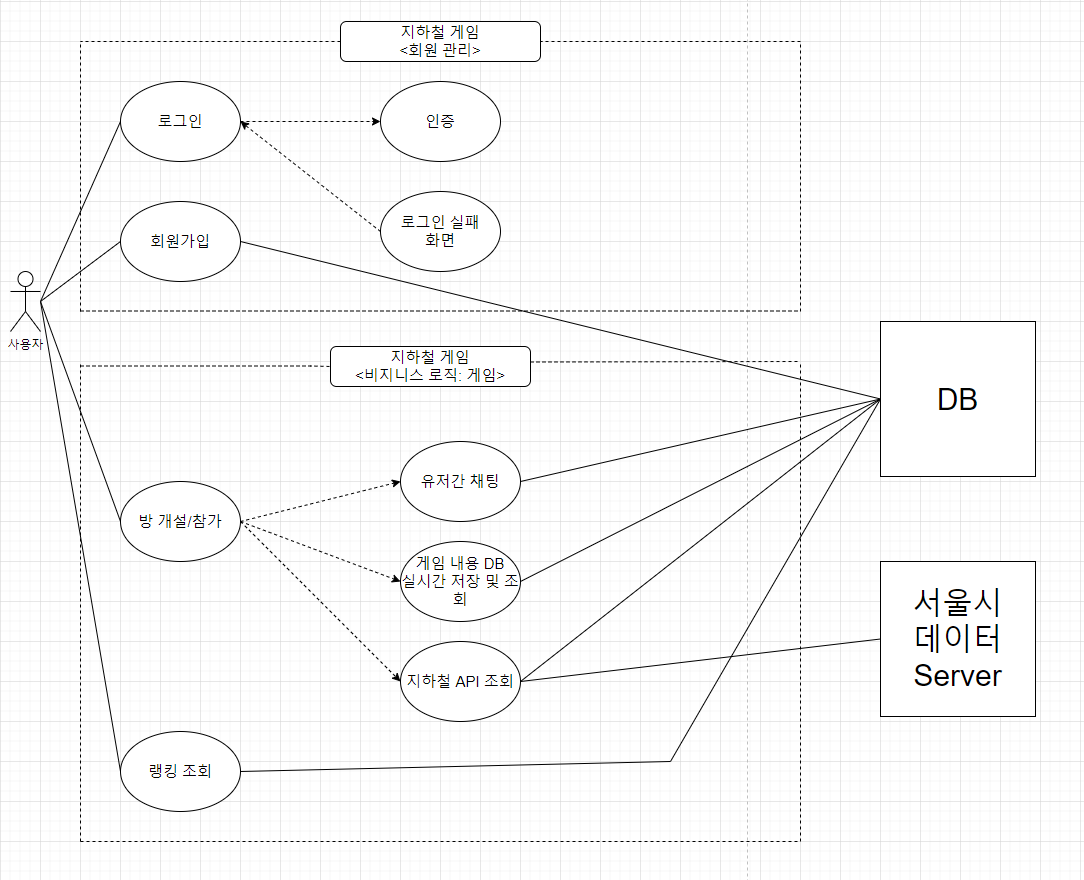 지하철 게임
<회원 관리>
로그인
인증
로그인 실패
화면
회원가입
사용자
지하철 게임
<비지니스 로직: 게임>
DB
유저간 채팅
방 개설/참가
게임 내용 DB
실시간 저장 및 조
회
서울시
데이터
Server
지하철 API 조회
랭킹 조회